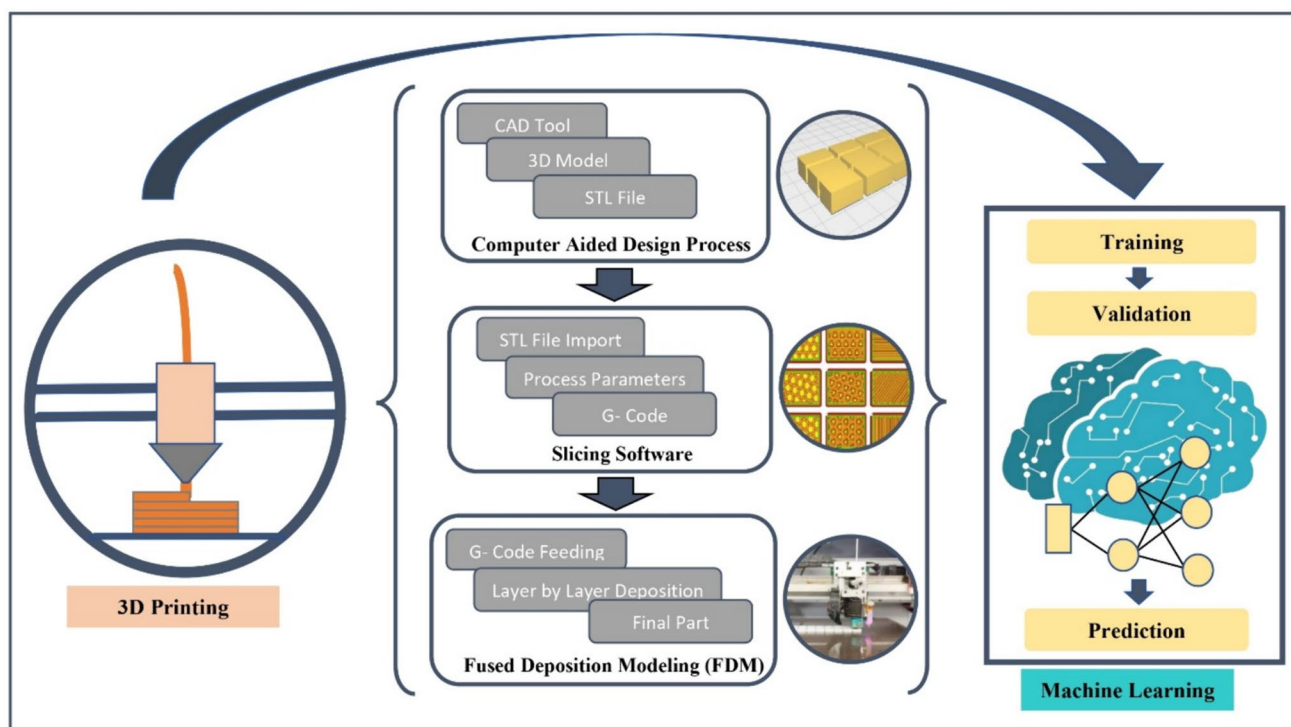 CAD Tool
3D Model
STL File
Computer Aided Design Process
STL File Import
Process Parameters
G- Code
Slicing Software
G- Code Feeding
Layer by Layer Deposition
Final Part
Fused Deposition Modeling (FDM)
3D Printing
Training
Validation
Prediction
Machine Learning